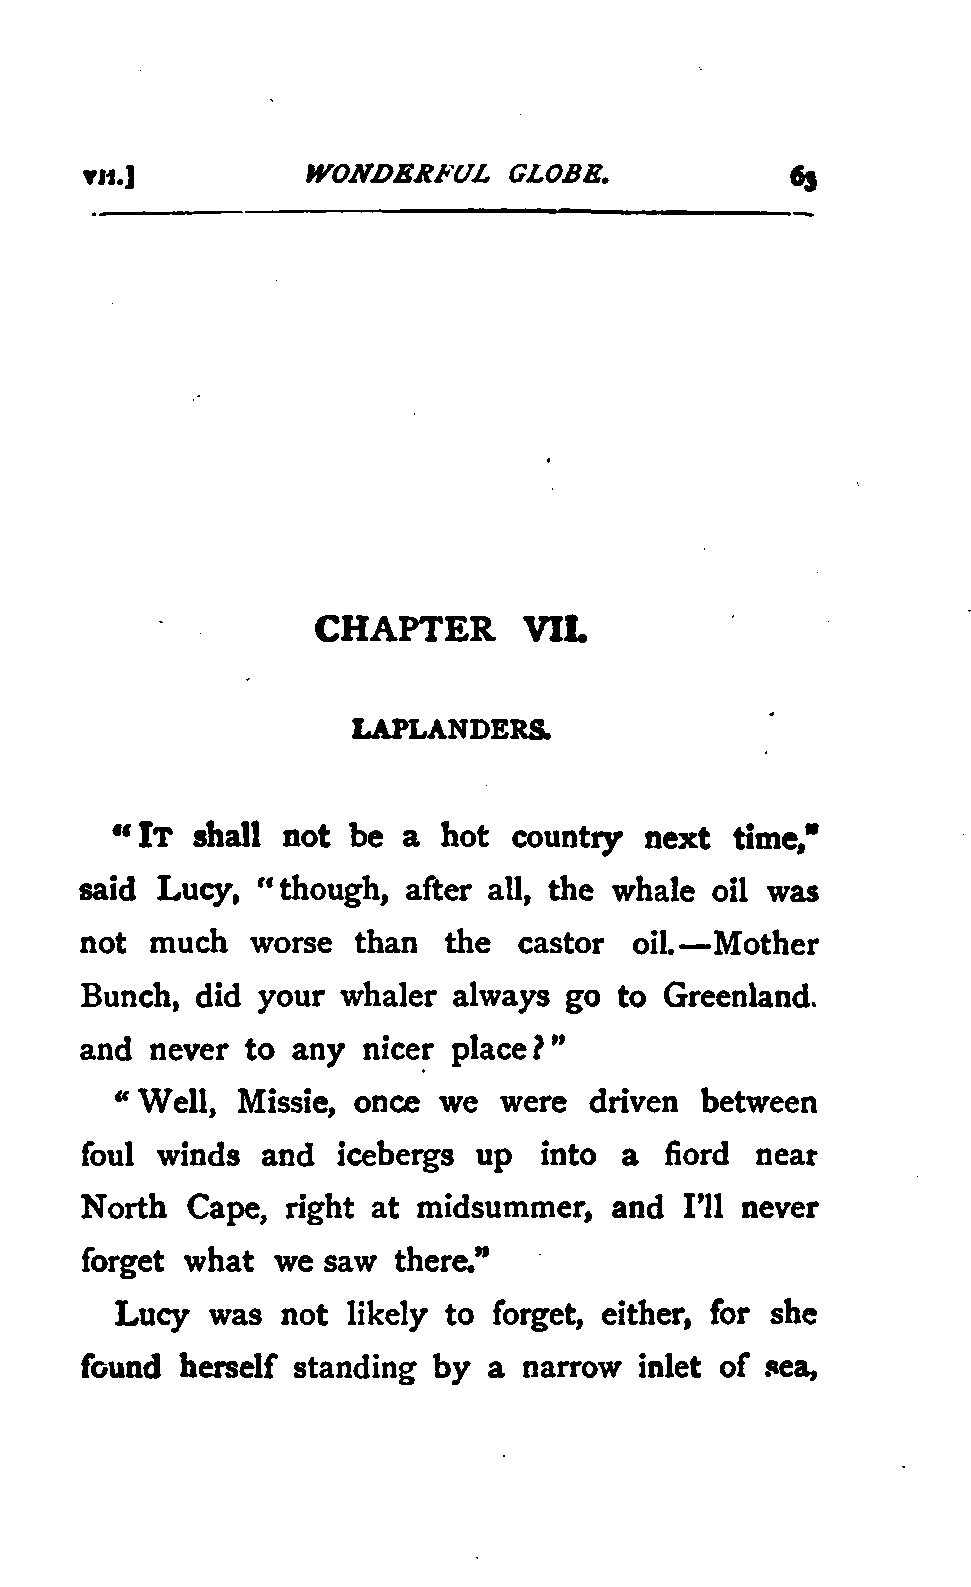 VII.] WONDERFUL GLOBE. 63
CHAPTER VII.
LAPLANDERS.
"IT shall not be a hot country next time,"
said Lucy, "though, after all, the whale oil was
not much worse than the castor oil.—Mother
Bunch, did your whaler always go to Greenland.
and never to any nicer place?"
"Well, Missie, once we were driven between
foul winds and icebergs up into a fiord near
North Cape, right at midsummer, and I'll never
forget what we saw there."
Lucy was not likely to forget, either, for she
found herself standing by a narrow inlet of sea,